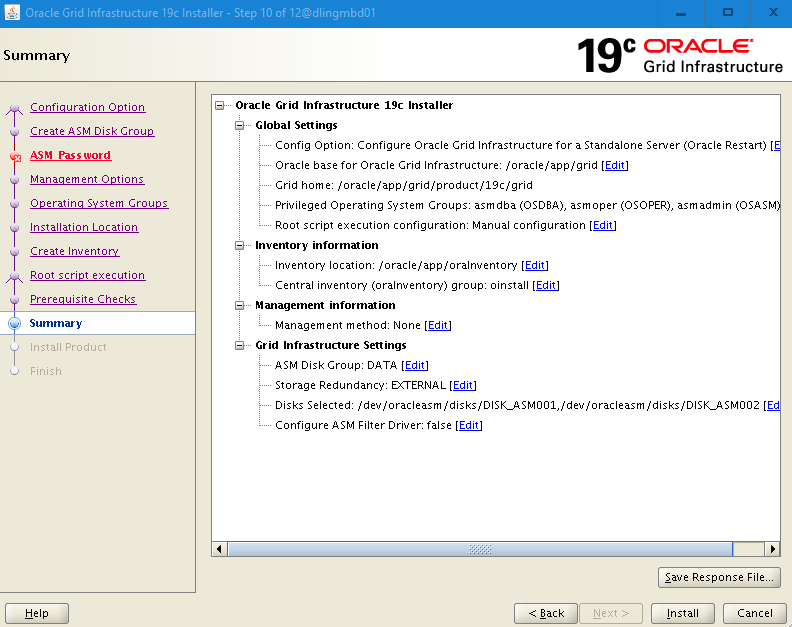 Oracle Grid Infrastructure 19c Installer - Step 10 of 12@dlingmbd01
Summary
19c ORACLE
Grid Infrastructure
Configuration Option
Create ASM Disk Group
ASM Password
Management Options
Operating System Groups
Installation Location
Create Inventory
Root script execution
Prerequisite Checks
Summary
Install Product
Finish
Oracle Grid Infrastructure 19c Installer
Global Settings
Config Option: Configure Oracle Grid Infrastructure for a Standalone Server (Oracle Restart) [E
Oracle base for Oracle Grid Infrastructure: /oracle/app/grid [Edit]
Grid home: /oracle/app/grid/product/19c/grid
Privileged Operating System Groups: asmdba (OSDBA), asmoper (OSOPER), asmadmin (OSASM)
Root script execution configuration: Manual configuration [Edit]
Inventory information
Inventory location: /oracle/app/oraInventory [Edit]
Central inventory (oraInventory) group: oinstall [Edit]
Management information
Management method: None [Edit]
Grid Infrastructure Settings
ASM Disk Group: DATA [Edit]
Storage Redundancy: EXTERNAL [Edit]
Disks Selected: /dev/oracleasm/disks/DISK_ASM001,/dev/oracleasm/disks/DISK_ASM002 [Ed
Configure ASM Filter Driver: false [Edit]
Save Response File...
Help
< Back
Next >
Install
Cancel